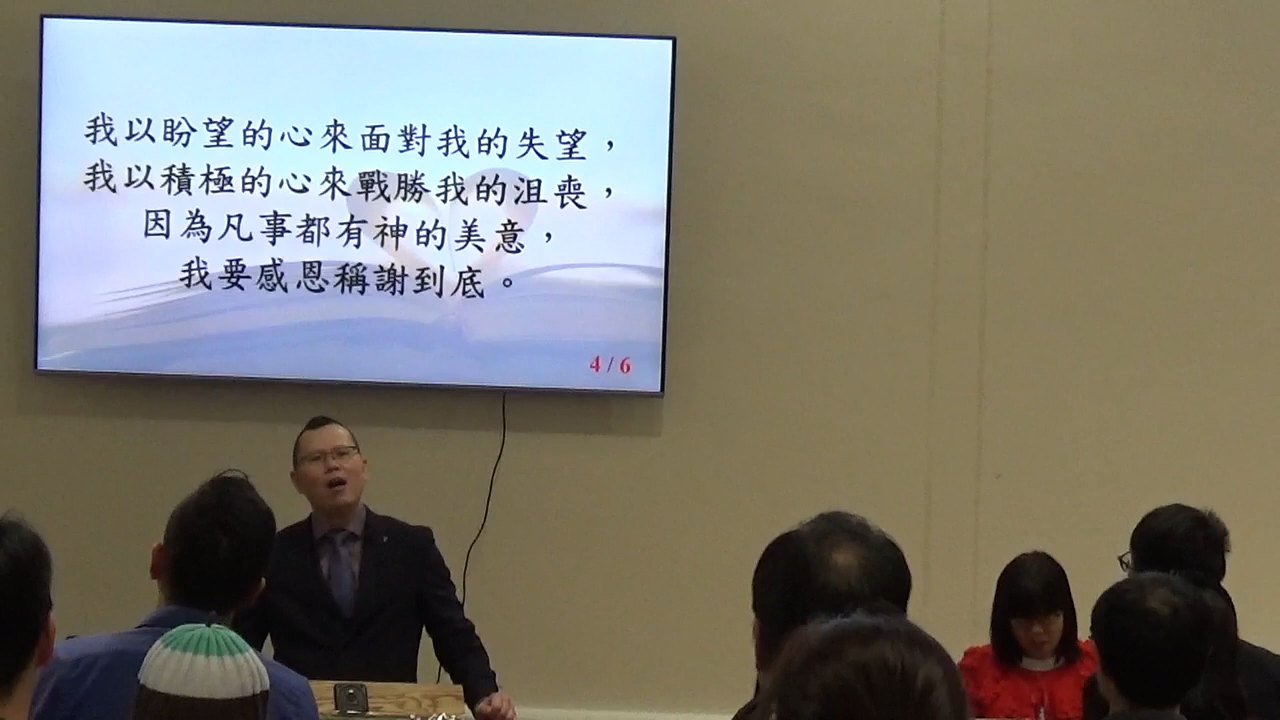 我以盼望的心來面對我的失望，
我以積極的心來戰勝我的沮喪，
因為凡事都有神的美意，
我要感恩稱謝到底。
4/6